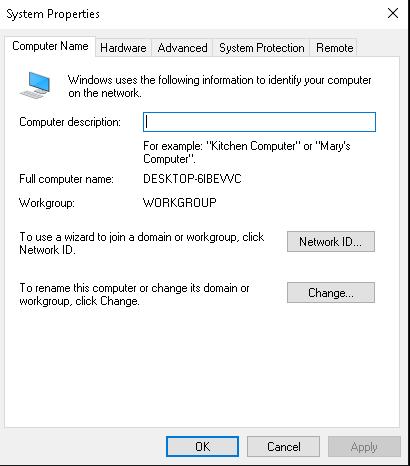 System Properties
Computer Name Hardware Advanced System Protection Remote
Windows uses the following information to identify your computer
on the network.
Computer description:
For example: "Kitchen Computer" or "Mary's
Computer".
Full computer name: DESKTOP-6IBEVVC
Workgroup: WORKGROUP
To use a wizard to join a domain or workgroup, click
Network ID.
Network ID...
To rename this computer or change its domain or
workgroup, click Change.
Change...
OK Cancel Apply